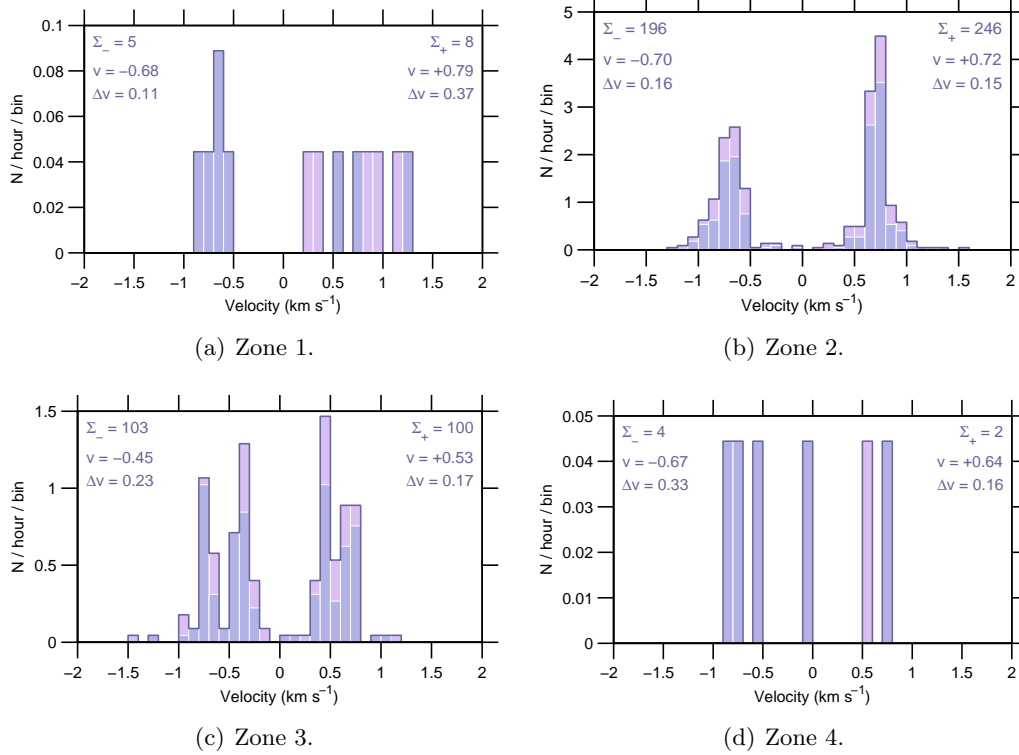 0.1
0.08
0.06
0.04
0.02
0
N / hour / bin
Σ₋ = 5
v = −0.68
Δv = 0.11
Σ₊ = 8
v = +0.79
Δv = 0.37
−2 −1.5 −1 −0.5 0 0.5 1 1.5 2
Velocity (km s⁻¹)
(a) Zone 1.
5
4
3
2
1
0
N / hour / bin
Σ₋ = 196
v = −0.70
Δv = 0.16
Σ₊ = 246
v = +0.72
Δv = 0.15
−2 −1.5 −1 −0.5 0 0.5 1 1.5 2
Velocity (km s⁻¹)
(b) Zone 2.
1.5
1
0.5
0
N / hour / bin
Σ₋ = 103
v = −0.45
Δv = 0.23
Σ₊ = 100
v = +0.53
Δv = 0.17
−2 −1.5 −1 −0.5 0 0.5 1 1.5 2
Velocity (km s⁻¹)
(c) Zone 3.
0.05
0.04
0.03
0.02
0.01
0
N / hour / bin
Σ₋ = 4
v = −0.67
Δv = 0.33
Σ₊ = 2
v = +0.64
Δv = 0.16
−2 −1.5 −1 −0.5 0 0.5 1 1.5 2
Velocity (km s⁻¹)
(d) Zone 4.